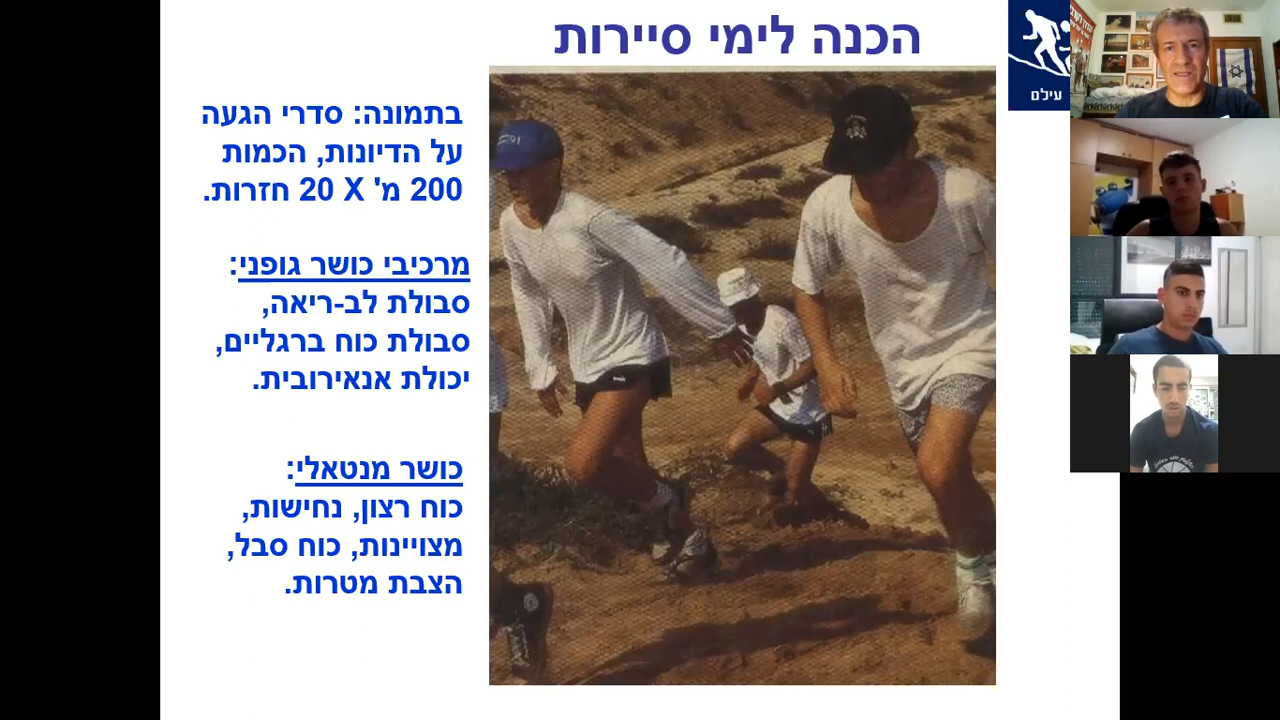 הכנה לימי סיירות
בתמונה: סדרי הגעה
על הדיונות, הכמות
200 מ' X 20 חזרות.
מרכיבי כושר גופני:
סבולת לב-ריאה,
סבולת כוח ברגליים,
יכולת אנאירובית.
כושר מנטאלי:
כוח רצון, נחישות,
מצויינות, כוח סבל,
הצבת מטרות.
עילם